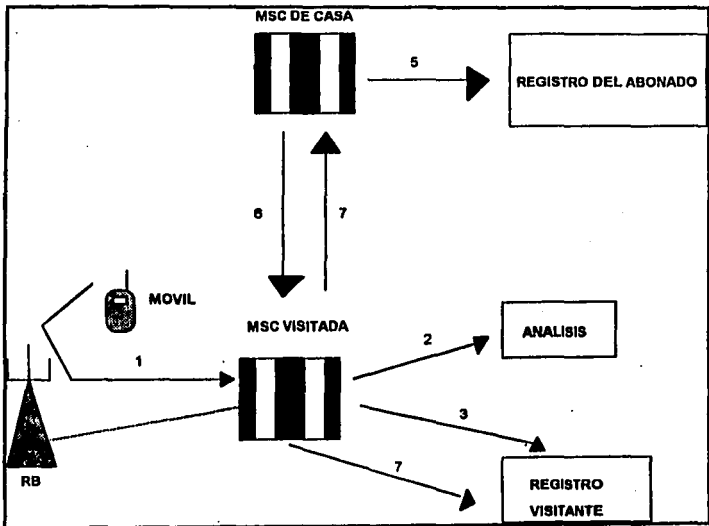 MSC DE CASA
5
REGISTRO DEL ABONADO
6
7
MOVIL
MSC VISITADA
ANALISIS
1
2
3
7
RB
REGISTRO
VISITANTE